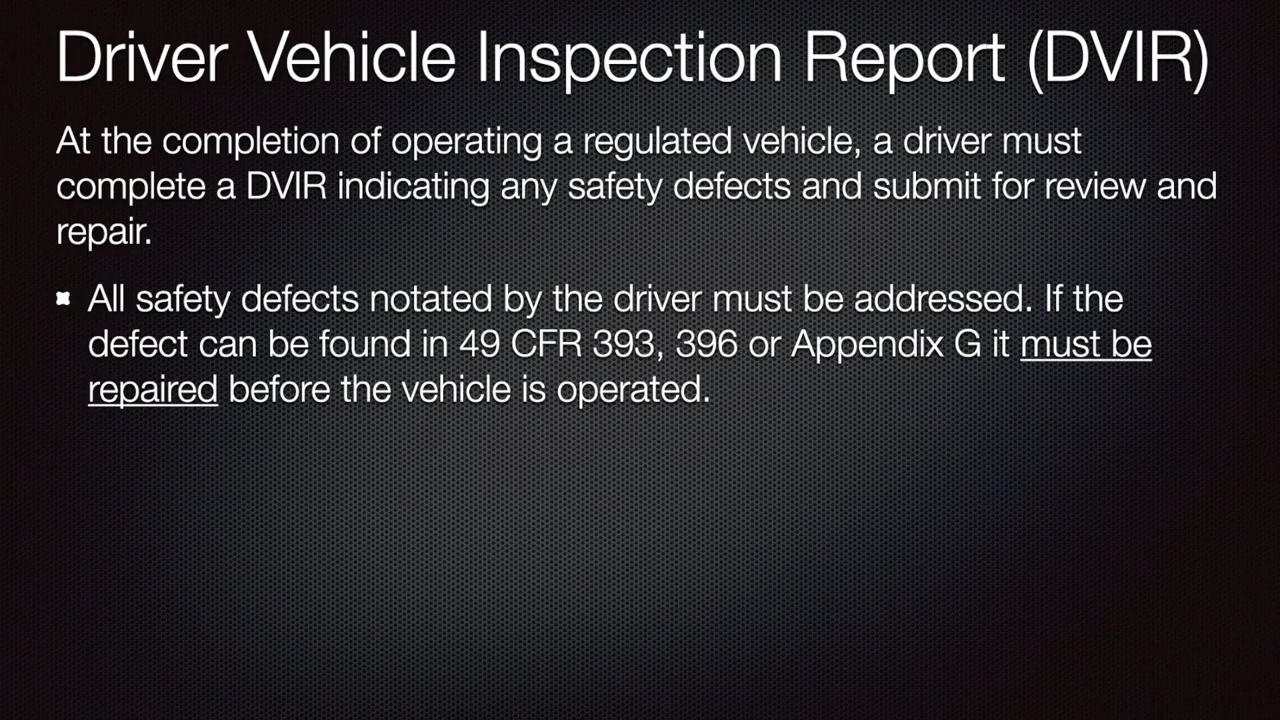 Driver Vehicle Inspection Report (DVIR)
At the completion of operating a regulated vehicle, a driver must
complete a DVIR indicating any safety defects and submit for review and
repair.
All safety defects notated by the driver must be addressed. If the
defect can be found in 49 CFR 393, 396 or Appendix G it must be
repaired before the vehicle is operated.